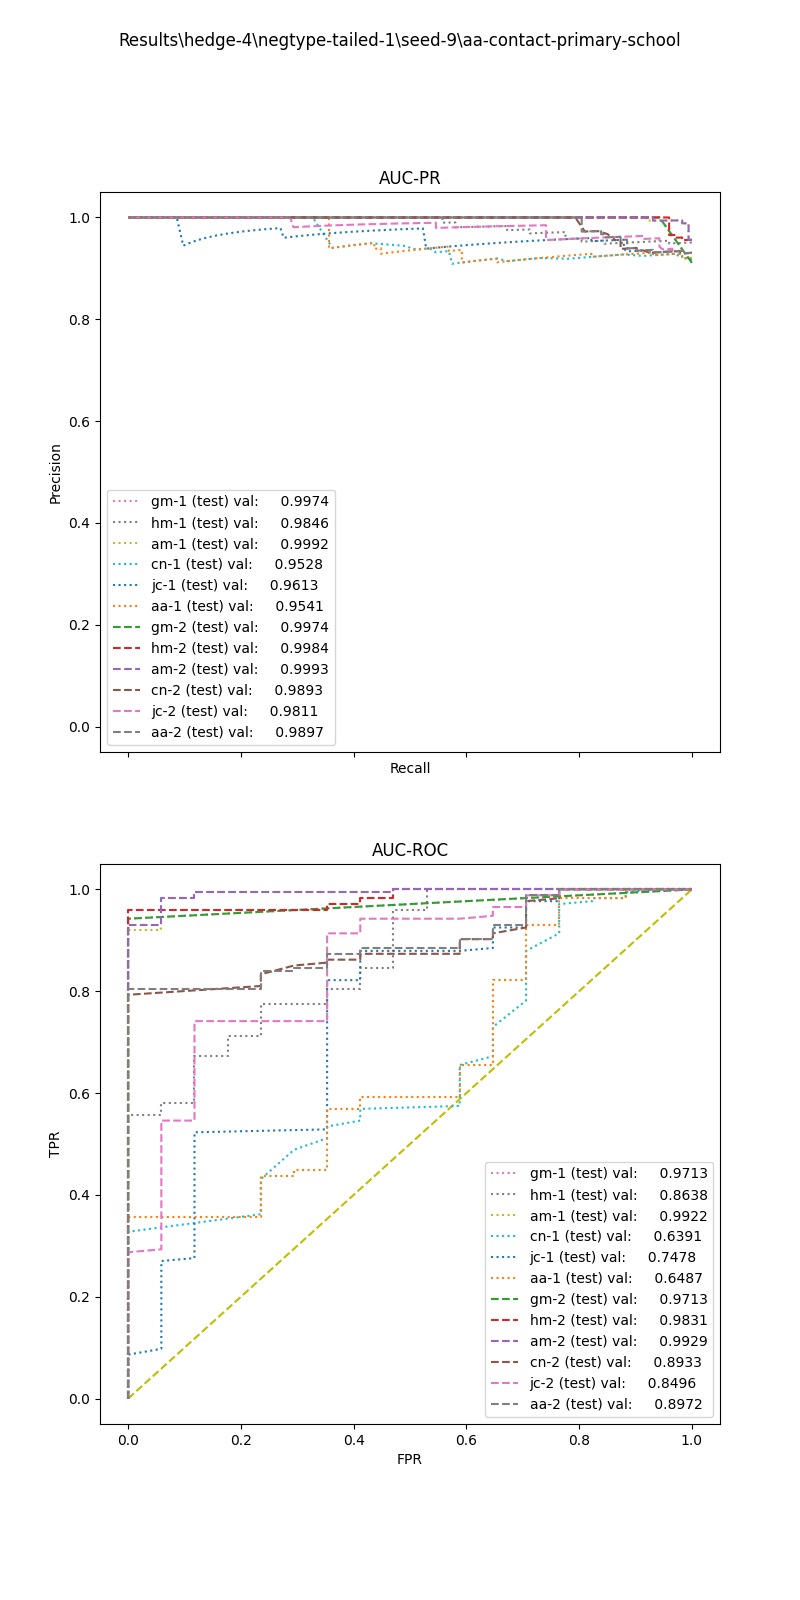 Results\hedge-4\negtype-tailed-1\seed-9\aa-contact-primary-school
AUC-PR
1.0
0.8
0.6
0.4
0.2
0.0
Precision
gm-1 (test) val: 0.9974
hm-1 (test) val: 0.9846
am-1 (test) val: 0.9992
cn-1 (test) val: 0.9528
jc-1 (test) val: 0.9613
aa-1 (test) val: 0.9541
gm-2 (test) val: 0.9974
hm-2 (test) val: 0.9984
am-2 (test) val: 0.9993
cn-2 (test) val: 0.9893
jc-2 (test) val: 0.9811
aa-2 (test) val: 0.9897
Recall
AUC-ROC
1.0
0.8
0.6
0.4
0.2
0.0
TPR
gm-1 (test) val: 0.9713
hm-1 (test) val: 0.8638
am-1 (test) val: 0.9922
cn-1 (test) val: 0.6391
jc-1 (test) val: 0.7478
aa-1 (test) val: 0.6487
gm-2 (test) val: 0.9713
hm-2 (test) val: 0.9831
am-2 (test) val: 0.9929
cn-2 (test) val: 0.8933
jc-2 (test) val: 0.8496
aa-2 (test) val: 0.8972
0.0 0.2 0.4 0.6 0.8 1.0
FPR